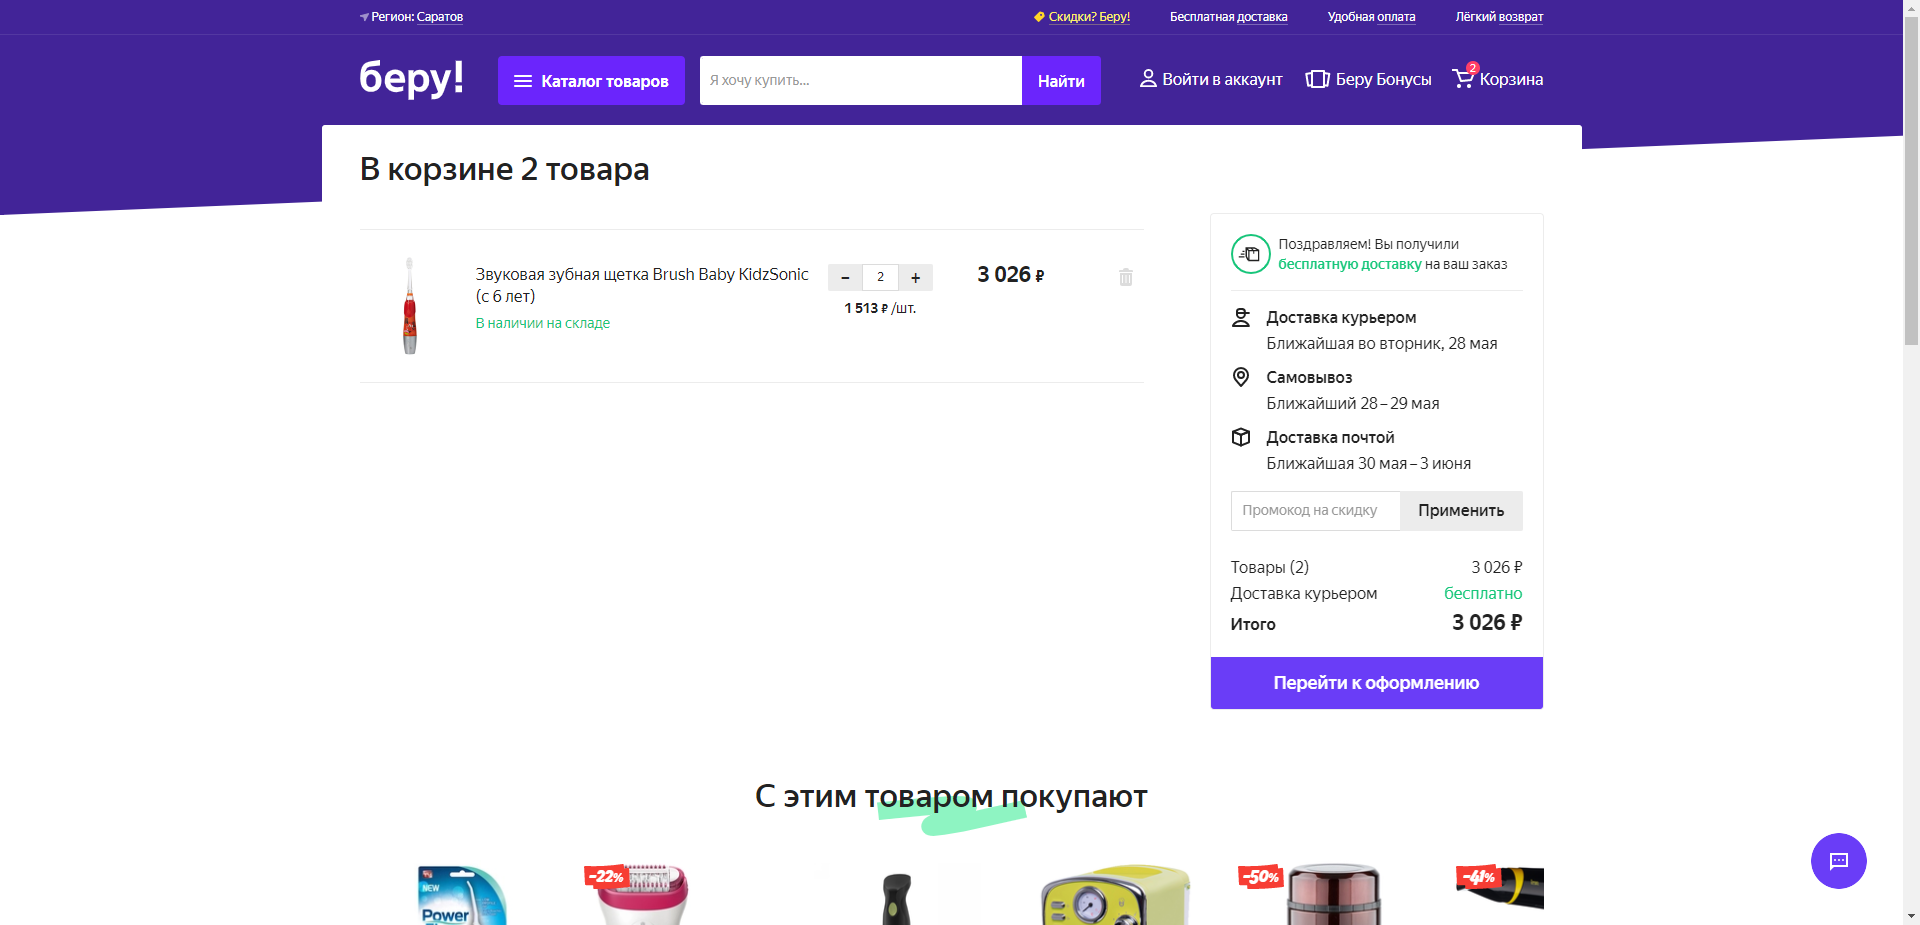 Регион: Саратов
Скидки? Беру!
Бесплатная доставка
Удобная оплата
Лёгкий возврат
беру!
Каталог товаров
Я хочу купить...
Найти
Войти в аккаунт
Беру Бонусы
2
Корзина
В корзине 2 товара
Звуковая зубная щетка Brush Baby KidzSonic
(с 6 лет)
В наличии на складе
– 2 +
1 513 ₽ /шт.
3 026 ₽
Поздравляем! Вы получили
бесплатную доставку на ваш заказ
Доставка курьером
Ближайшая во вторник, 28 мая
Самовывоз
Ближайший 28 – 29 мая
Доставка почтой
Ближайшая 30 мая – 3 июня
Промокод на скидку
Применить
Товары (2) 3 026 ₽
Доставка курьером бесплатно
Итого 3 026 ₽
Перейти к оформлению
С этим товаром покупают
NEW
Power
-22%
-50%
-41%